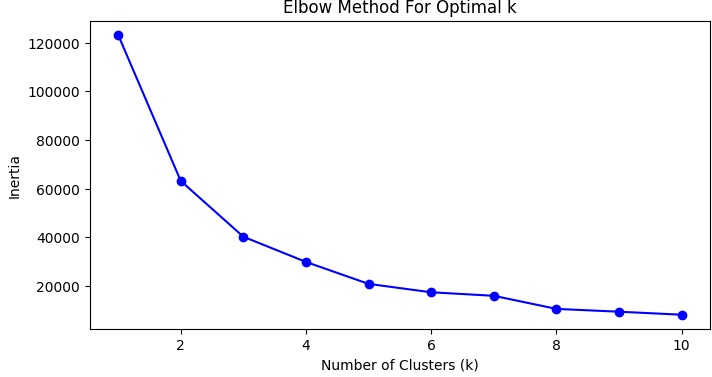 Elbow Method For Optimal k
120000
100000
80000
60000
40000
20000
Inertia
2 4 6 8 10
Number of Clusters (k)